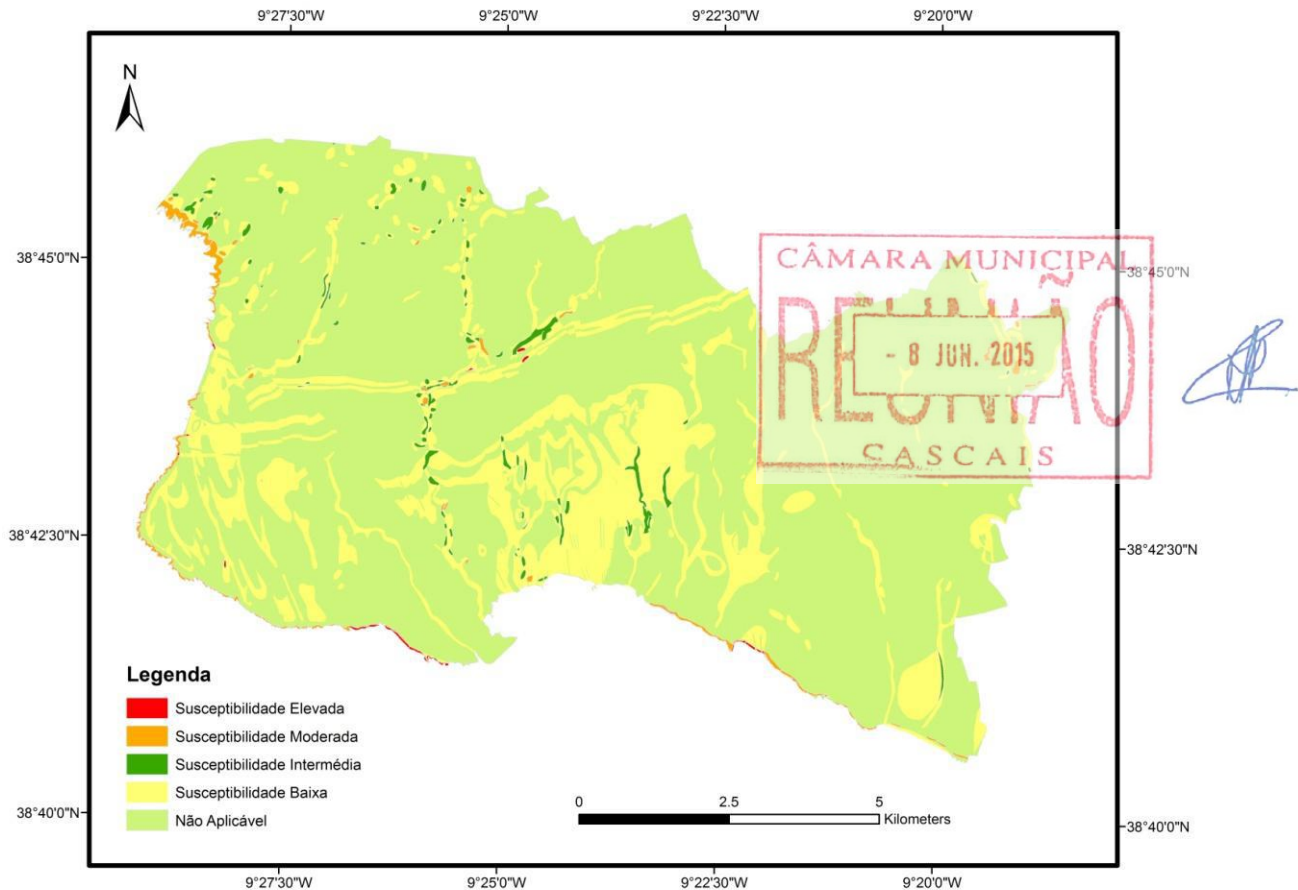 9°27'30"W
9°25'0"W
9°22'30"W
9°20'0"W
N
38°45'0"N
38°45'0"N
CÂMARA MUNICIPAL
REUNIÃO
- 8 JUN. 2015
CASCAIS
38°42'30"N
38°42'30"N
Legenda
Susceptibilidade Elevada
Susceptibilidade Moderada
Susceptibilidade Intermédia
Susceptibilidade Baixa
Não Aplicável
0 2.5 5
Kilometers
38°40'0"N
38°40'0"N
9°27'30"W
9°25'0"W
9°22'30"W
9°20'0"W